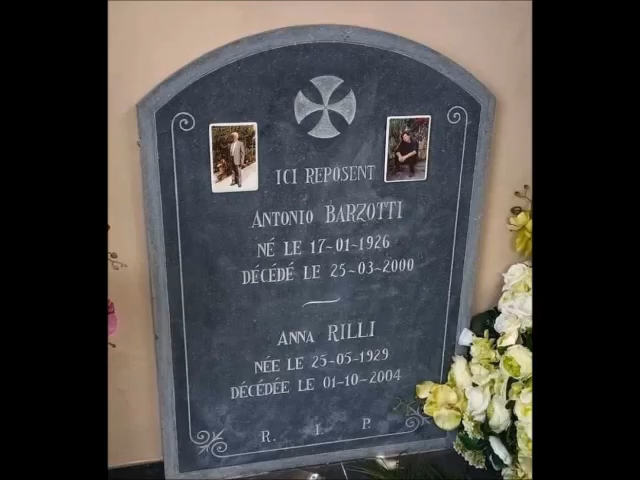 ICI REPOSENT
ANTONIO BARZOTTI
NÉ LE 17-01-1926
DÉCÉDÉ LE 25-03-2000
ANNA RILLI
NÉE LE 25-05-1929
DÉCÉDÉE LE 01-10-2004
R. I. P.